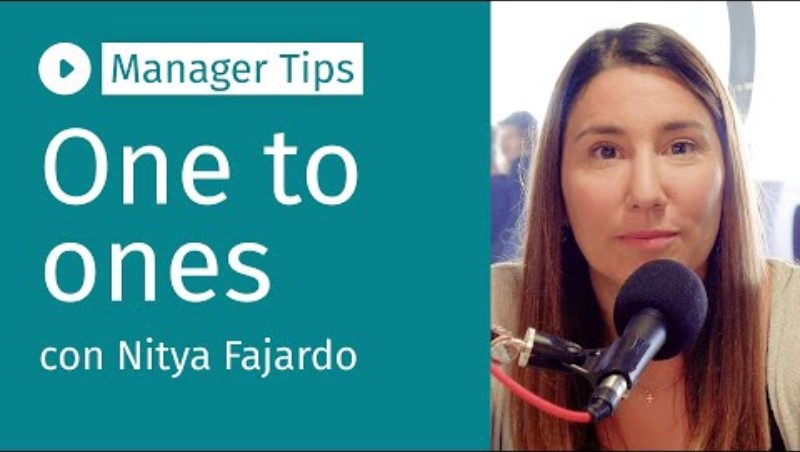 Manager Tips
One to
ones
con Nitya Fajardo